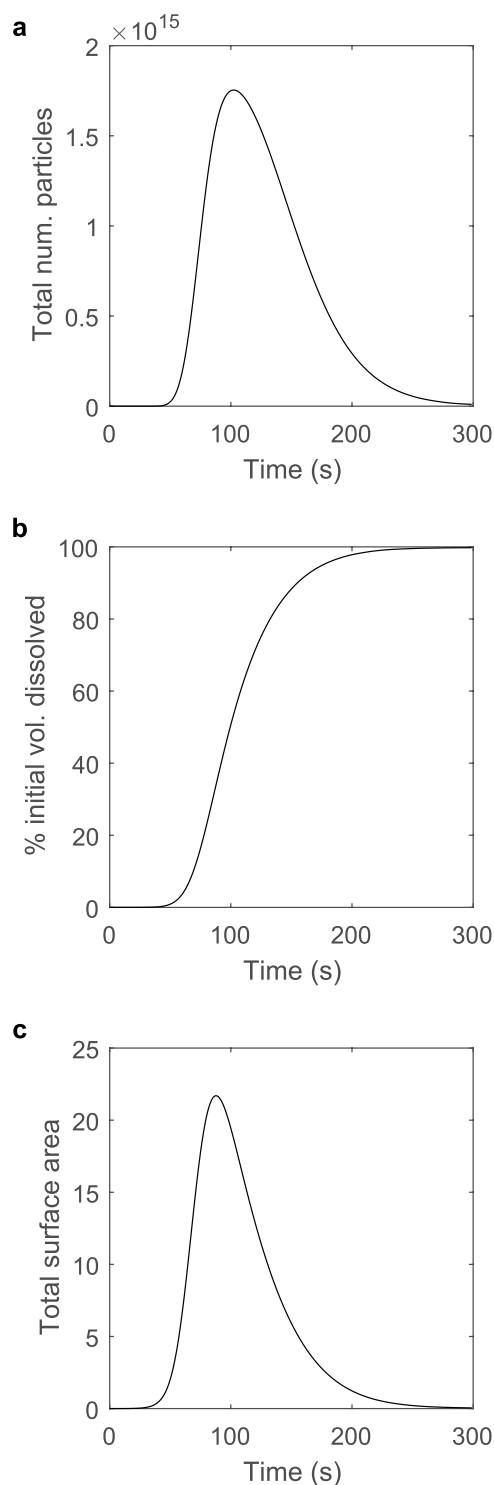 a
×10^15
2
1.5
1
0.5
0
Total num. particles
0 100 200 300
Time (s)
b
100
80
60
40
20
0
% initial vol. dissolved
0 100 200 300
Time (s)
c
25
20
15
10
5
0
Total surface area
0 100 200 300
Time (s)